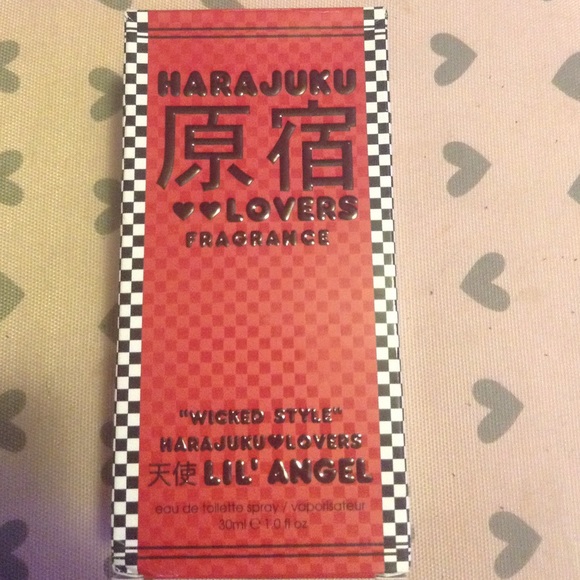 HARAJUKU
原宿
♥♥LOVERS
FRAGRANCE
"WICKED STYLE"
HARAJUKU♥LOVERS
天使 LIL' ANGEL
eau de toilette spray / vaporisateur
30ml e 1.0 fl oz